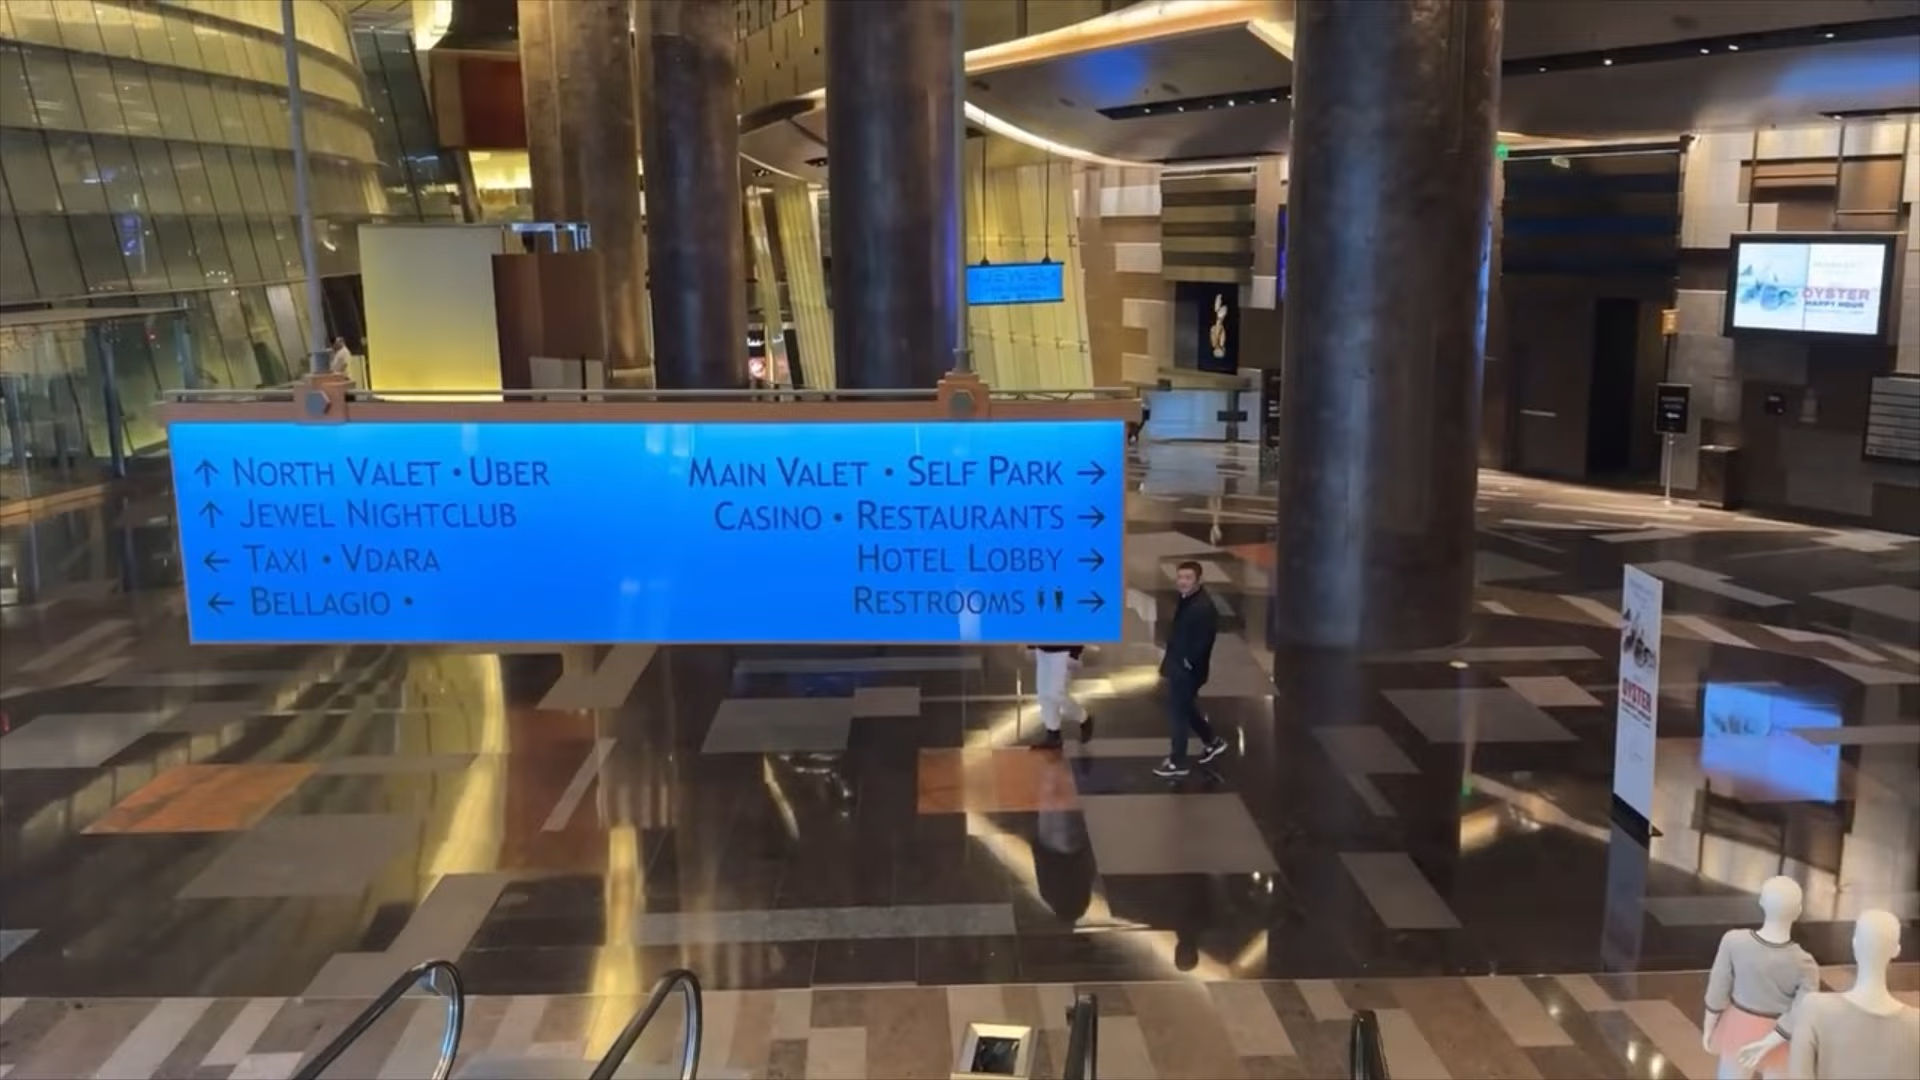 ↑ NORTH VALET • UBER
↑ JEWEL NIGHTCLUB
← TAXI • VDARA
← BELLAGIO •
MAIN VALET • SELF PARK →
CASINO • RESTAURANTS →
HOTEL LOBBY →
RESTROOMS →
JEWEL
OYSTER
HAPPY HOUR
OYSTER